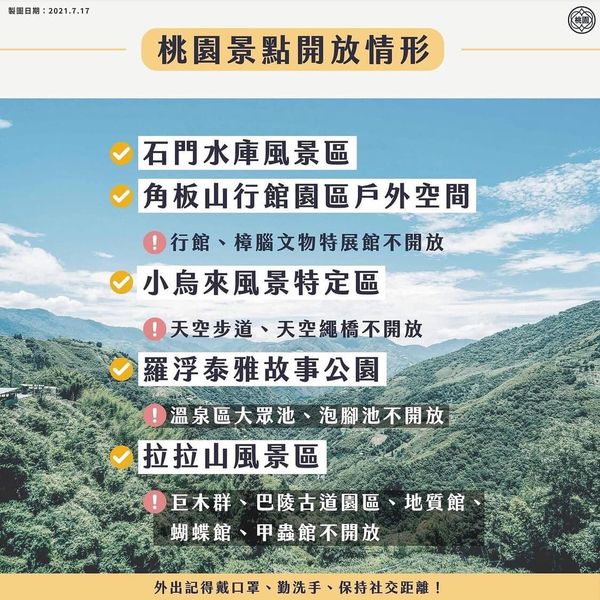 製圖日期：2021.7.17
桃園
桃園景點開放情形
石門水庫風景區
角板山行館園區戶外空間
行館、樟腦文物特展館不開放
小烏來風景特定區
天空步道、天空繩橋不開放
羅浮泰雅故事公園
溫泉區大眾池、泡腳池不開放
拉拉山風景區
巨木群、巴陵古道園區、地質館、
蝴蝶館、甲蟲館不開放
外出記得戴口罩、勤洗手、保持社交距離！